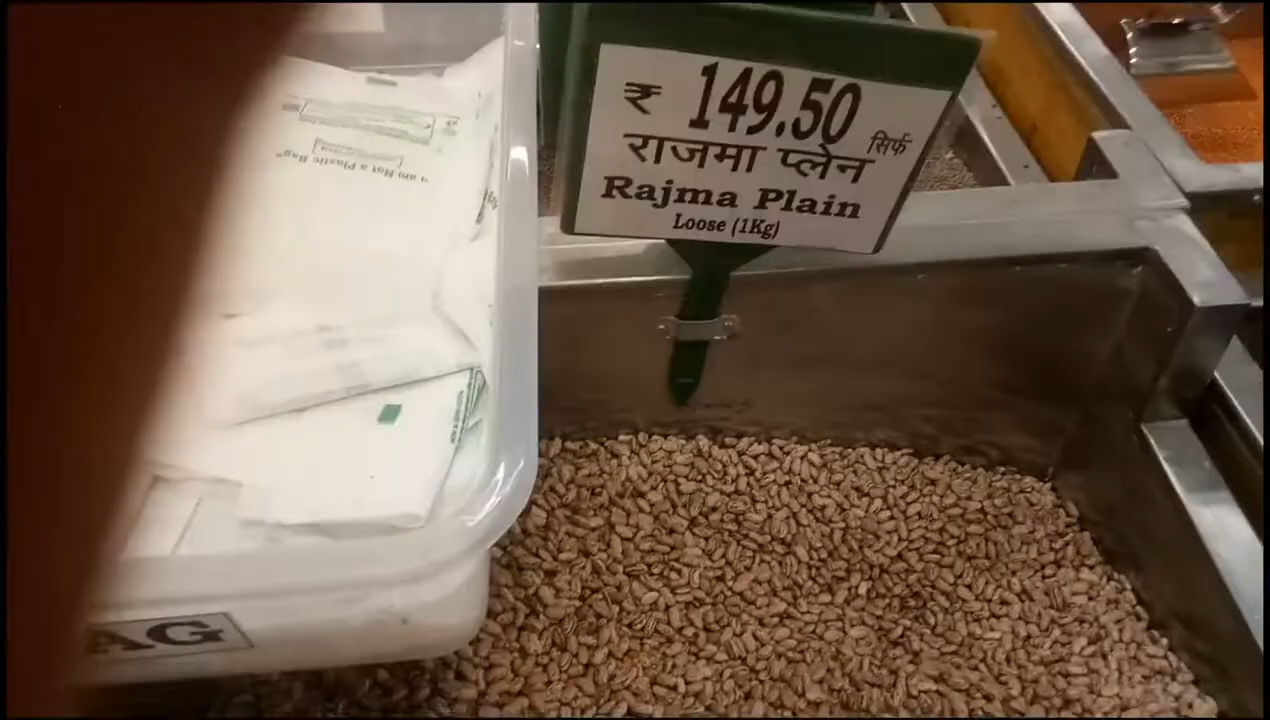 ₹ 149.50 सिर्फ
राजमा प्लेन
Rajma Plain
Loose (1Kg)
"I am Not a Plastic Bag"
AG